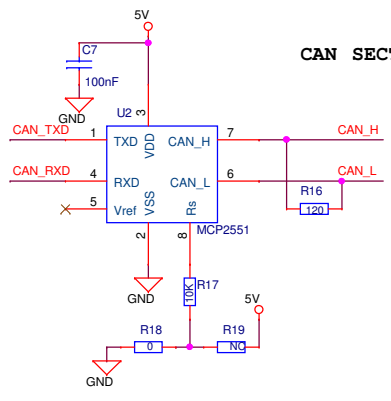 5V
C7
CAN SECT
100nF
GND
U2
CAN_TXD
3
CAN_H
1
TXD
VDD
CAN_H
7
CAN_RXD
4
RXD
CAN_L
6
CAN_L
5
Vref
VSS
Rs
R16
120
MCP2551
2
8
GND
10K
R17
5V
R18
R19
0
NC
GND